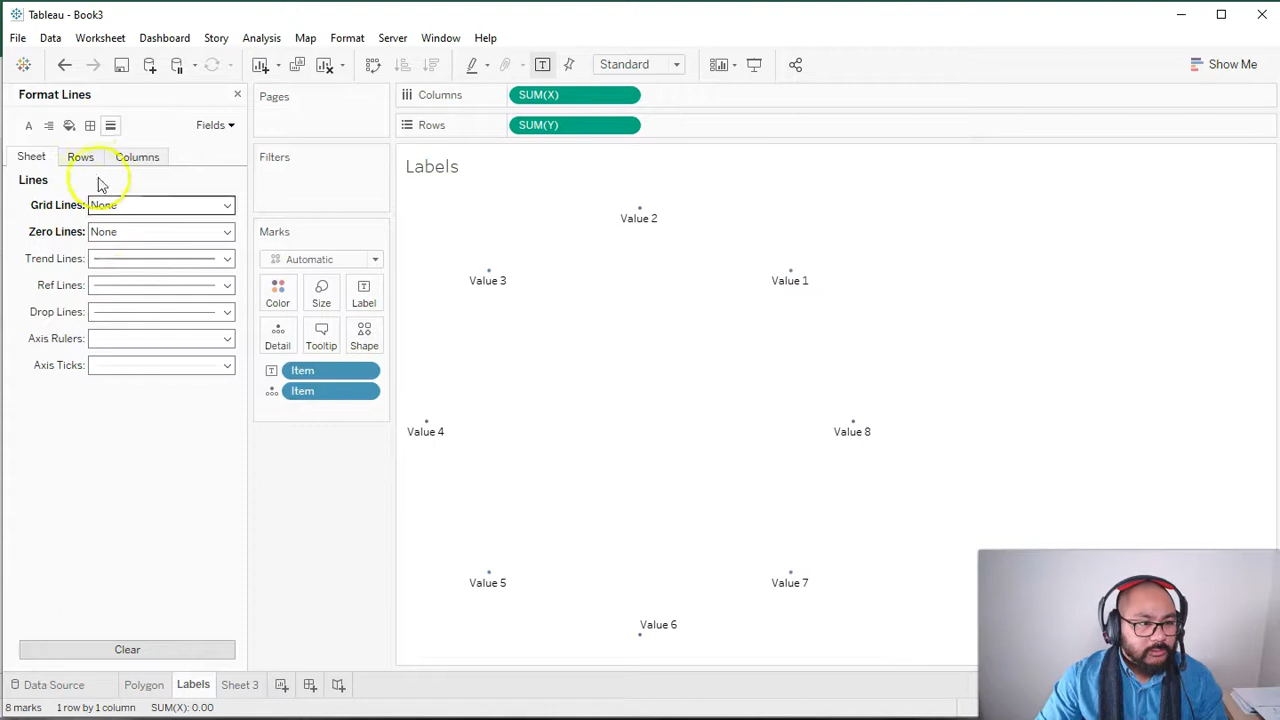 Tableau - Book3
File Data Worksheet Dashboard Story Analysis Map Format Server Window Help
Standard
Show Me
Format Lines
Fields
Sheet Rows Columns
Lines
Grid Lines: None
Zero Lines: None
Trend Lines:
Ref Lines:
Drop Lines:
Axis Rulers:
Axis Ticks:
Clear
Pages
Filters
Marks
Automatic
Color Size Label
Detail Tooltip Shape
Item
Item
Columns SUM(X)
Rows SUM(Y)
Labels
Value 2
Value 3 Value 1
Value 4 Value 8
Value 5 Value 7
Value 6
Data Source Polygon Labels Sheet 3
8 marks 1 row by 1 column SUM(X): 0.00